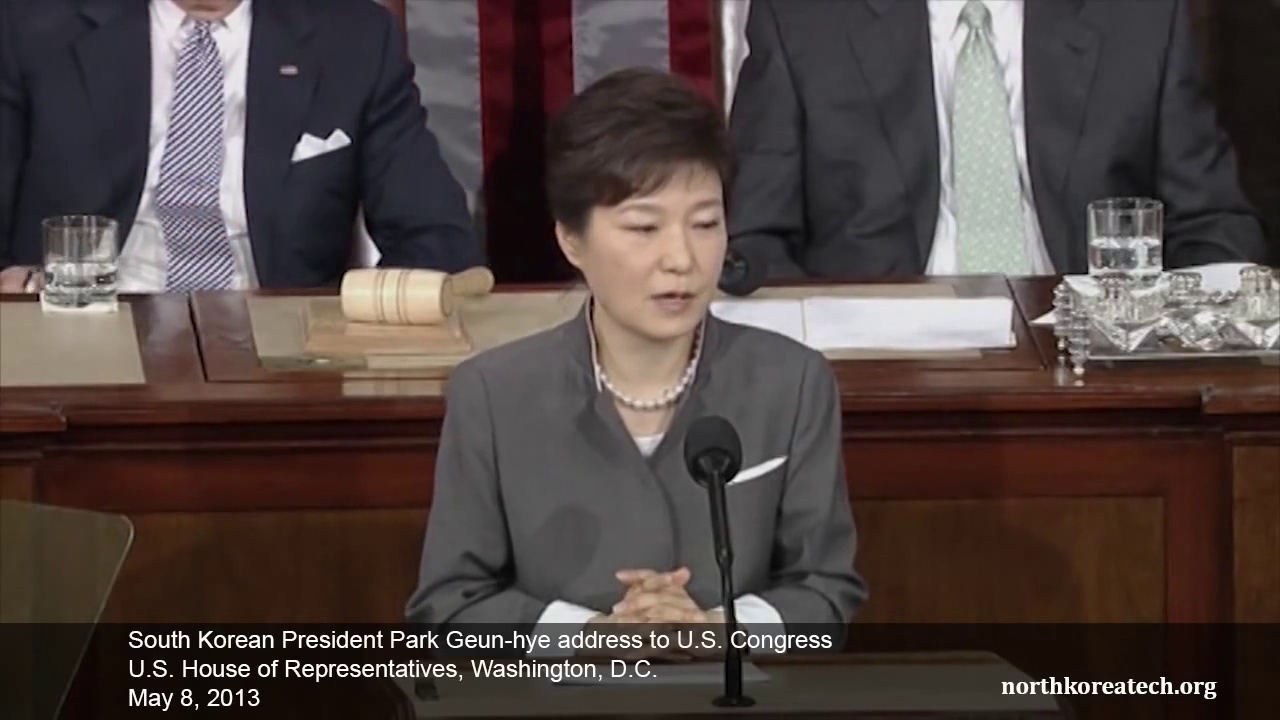 South Korean President Park Geun-hye address to U.S. Congress
U.S. House of Representatives, Washington, D.C.
May 8, 2013
northkoreatech.org